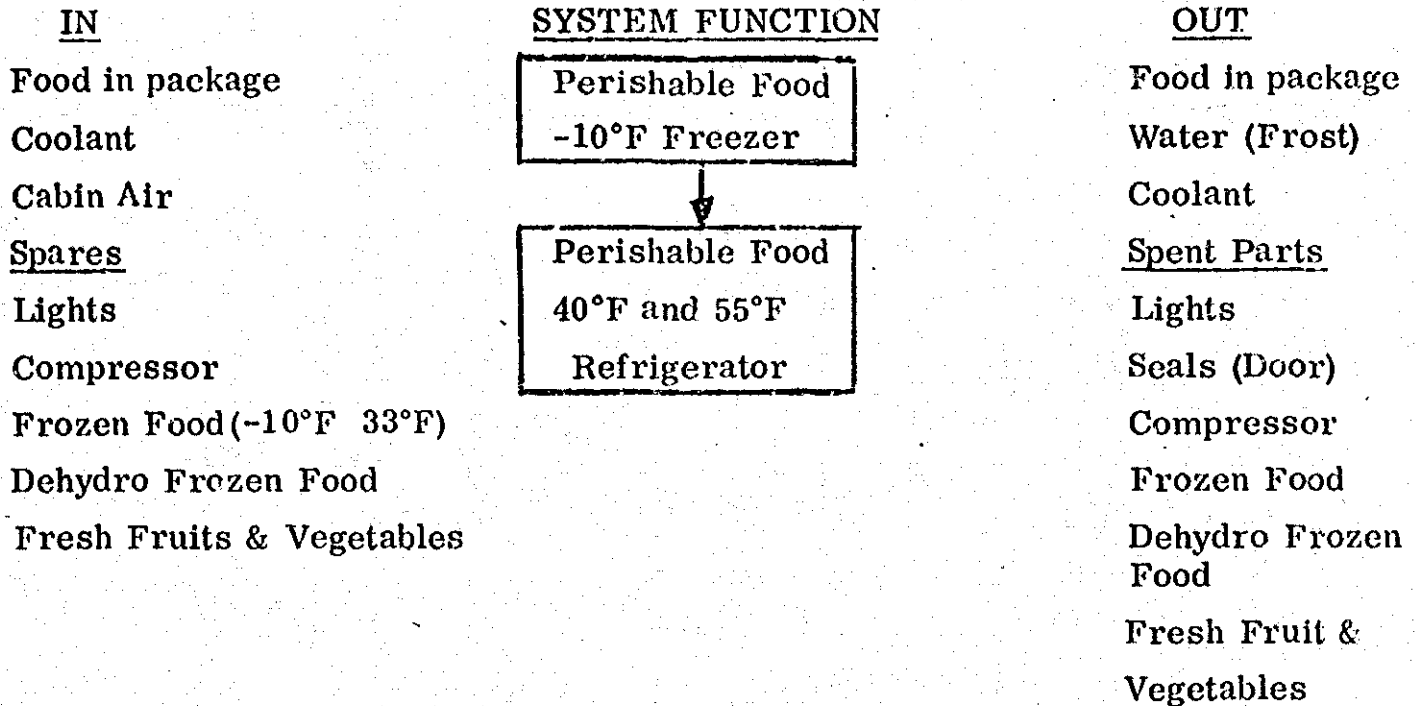 IN
Food in package
Coolant
Cabin Air
Spares
Lights
Compressor
Frozen Food (-10°F 33°F)
Dehydro Frozen Food
Fresh Fruits & Vegetables
SYSTEM FUNCTION
Perishable Food
-10°F Freezer
Perishable Food
40°F and 55°F
Refrigerator
OUT
Food in package
Water (Frost)
Coolant
Spent Parts
Lights
Seals (Door)
Compressor
Frozen Food
Dehydro Frozen
Food
Fresh Fruit &
Vegetables